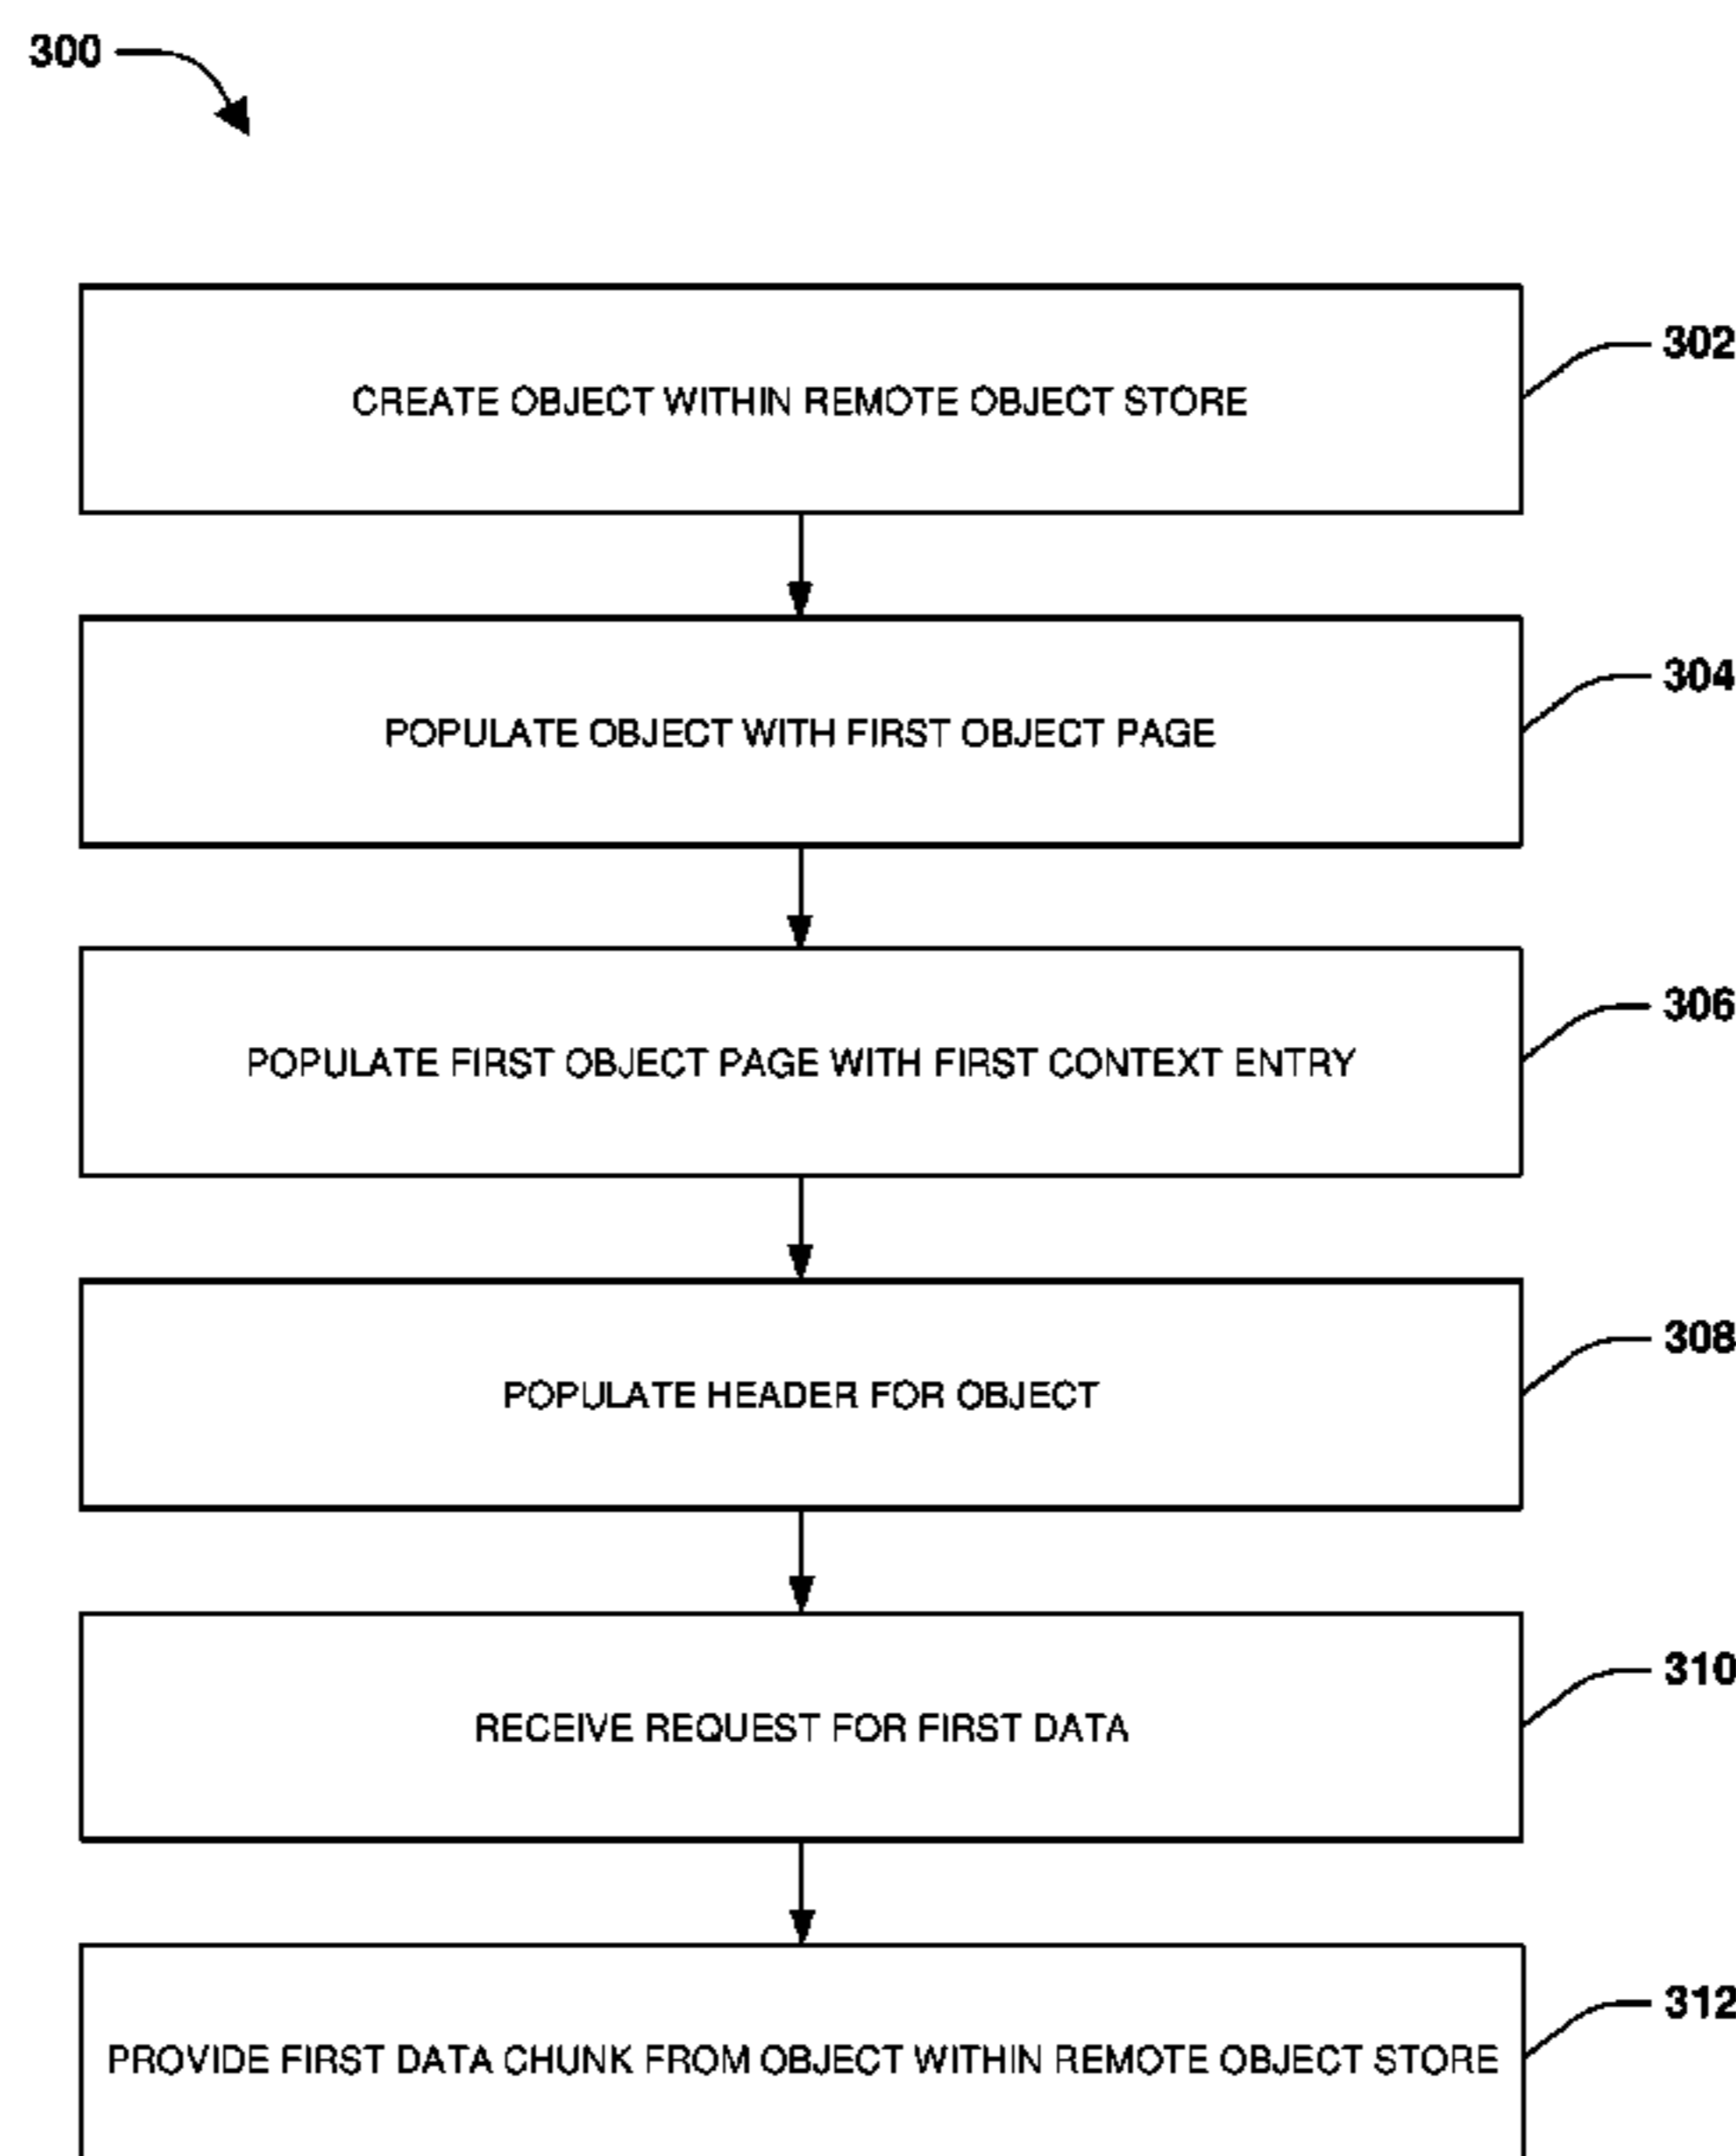 300
302
CREATE OBJECT WITHIN REMOTE OBJECT STORE
304
POPULATE OBJECT WITH FIRST OBJECT PAGE
306
POPULATE FIRST OBJECT PAGE WITH FIRST CONTEXT ENTRY
308
POPULATE HEADER FOR OBJECT
310
RECEIVE REQUEST FOR FIRST DATA
312
PROVIDE FIRST DATA CHUNK FROM OBJECT WITHIN REMOTE OBJECT STORE